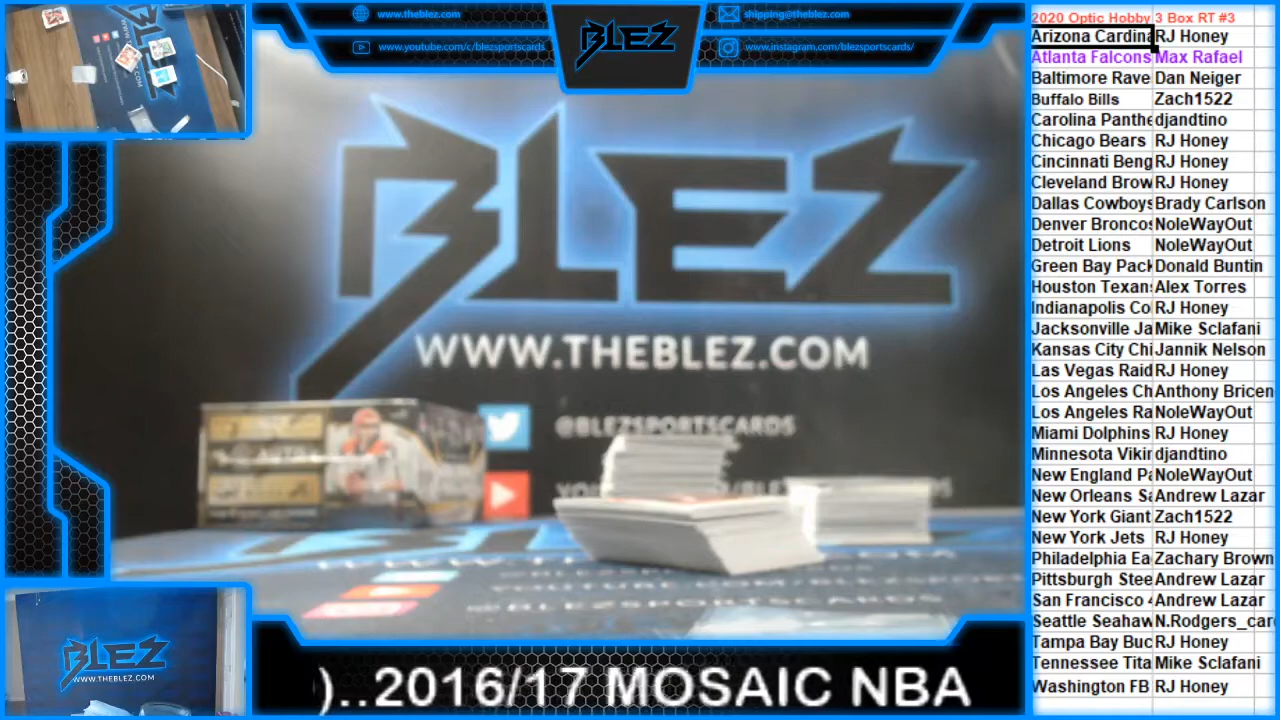 www.theblez.com
shipping@theblez.com
www.youtube.com/c/blezsportscards
www.instagram.com/blezsportscards/
BLEZ
2020 Optic Hobby 3 Box RT #3
Arizona Cardina RJ Honey
Atlanta Falcons Max Rafael
Baltimore Rave Dan Neiger
Buffalo Bills Zach1522
Carolina Panthe djandtino
Chicago Bears RJ Honey
Cincinnati Beng RJ Honey
Cleveland Brow RJ Honey
Dallas Cowboys Brady Carlson
Denver Broncos NoleWayOut
Detroit Lions NoleWayOut
Green Bay Pack Donald Buntin
Houston Texans Alex Torres
Indianapolis Co RJ Honey
Jacksonville Ja Mike Sclafani
Kansas City Chi Jannik Nelson
Las Vegas Raid RJ Honey
Los Angeles Ch Anthony Bricen
Los Angeles Ra NoleWayOut
Miami Dolphins RJ Honey
Minnesota Vikin djandtino
New England Pa NoleWayOut
New Orleans Sa Andrew Lazar
New York Giant Zach1522
New York Jets RJ Honey
Philadelphia Ea Zachary Brown
Pittsburgh Stee Andrew Lazar
San Francisco 4 Andrew Lazar
Seattle Seahaw N.Rodgers_card
Tampa Bay Buc RJ Honey
Tennessee Tita Mike Sclafani
Washington FB RJ Honey
BLEZ
WWW.THEBLEZ.COM
@BLEZSPORTSCARDS
BLEZ
WWW.THEBLEZ.COM
)..2016/17 MOSAIC NBA